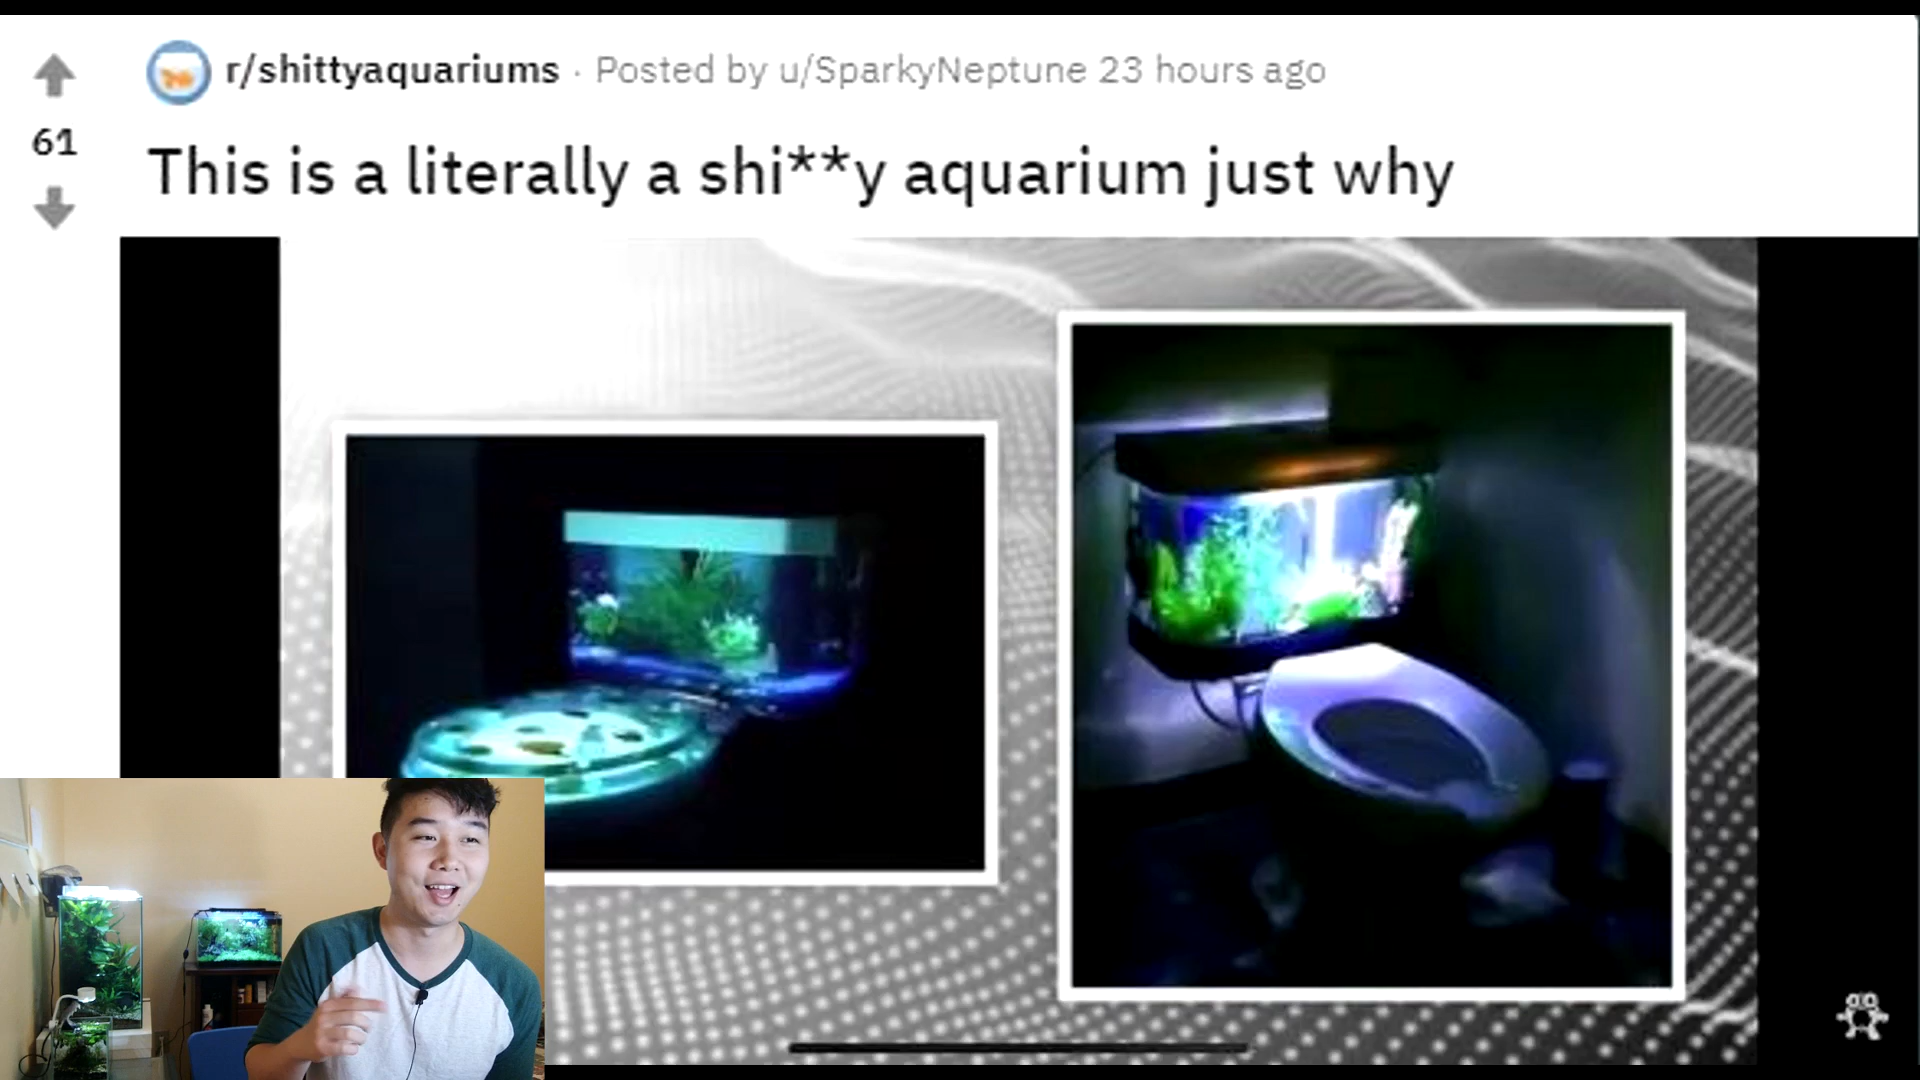 r/shittyaquariums · Posted by u/SparkyNeptune 23 hours ago
61
This is a literally a shi**y aquarium just why